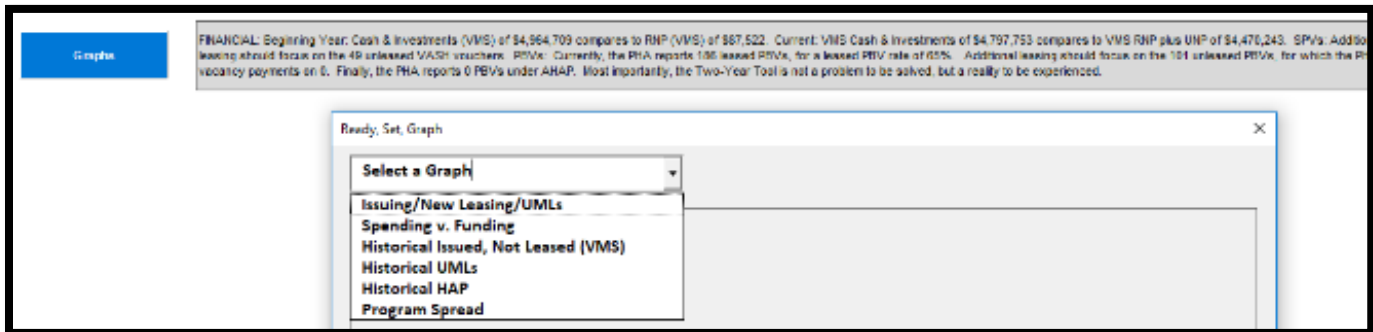 Graphs
FINANCIAL: Beginning Year: Cash & Investments (VMS) of $4,964,709 compares to RNP (VMS) of $87,522. Current: VMS Cash & Investments of $4,797,753 compares to VMS RNP plus UNP of $4,470,243. SPVs: Additio
leasing should focus on the 49 unleased VASH vouchers. PBVs: Currently, the PHA reports 186 leased PBVs, for a leased PBV rate of 65%. Additional leasing should focus on the 101 unleased PBVs, for which the PH
vacancy payments on 0. Finally, the PHA reports 0 PBVs under AHAP. Most importantly, the Two-Year Tool is not a problem to be solved, but a reality to be experienced.
Ready, Set, Graph
Select a Graph
Issuing/New Leasing/UMLs
Spending v. Funding
Historical Issued, Not Leased (VMS)
Historical UMLs
Historical HAP
Program Spread